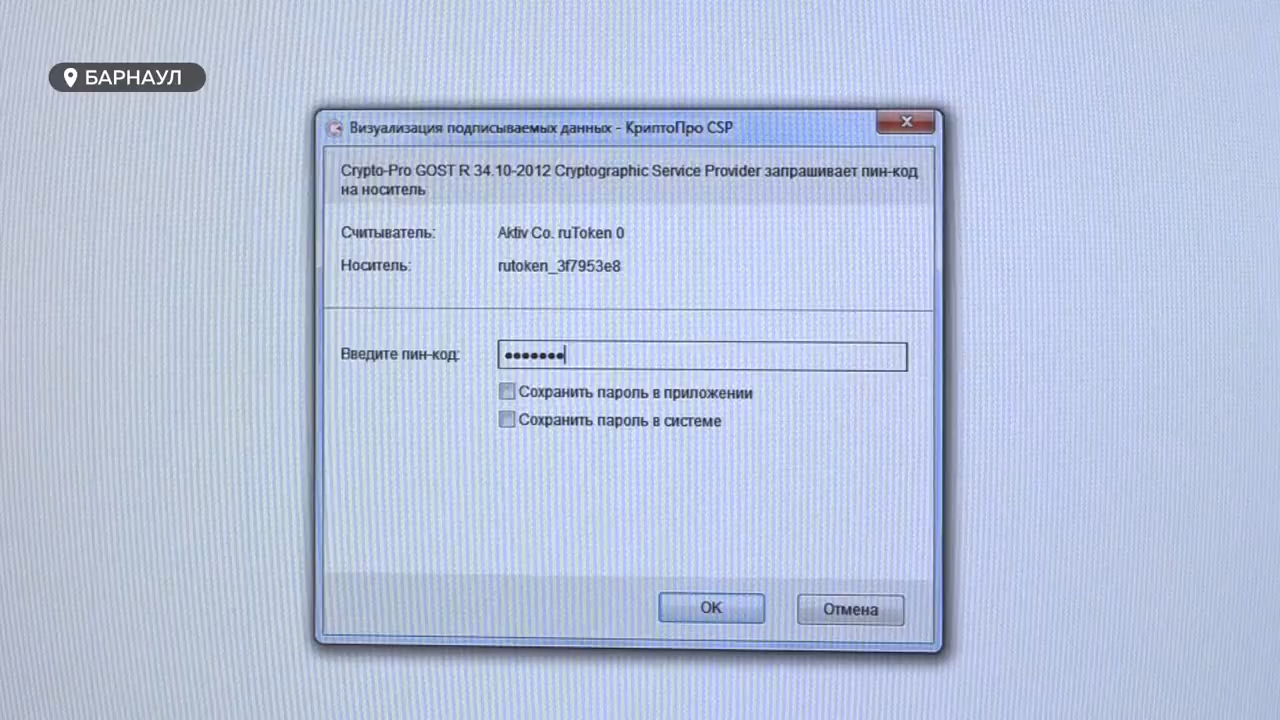 БАРНАУЛ
Визуализация подписываемых данных - КриптоПро CSP
Crypto-Pro GOST R 34.10-2012 Cryptographic Service Provider запрашивает пин-код
на носитель
Считыватель: Aktiv Co. ruToken 0
Носитель: rutoken_3f7953e8
Введите пин-код: •••••••
Сохранить пароль в приложении
Сохранить пароль в системе
OK Отмена